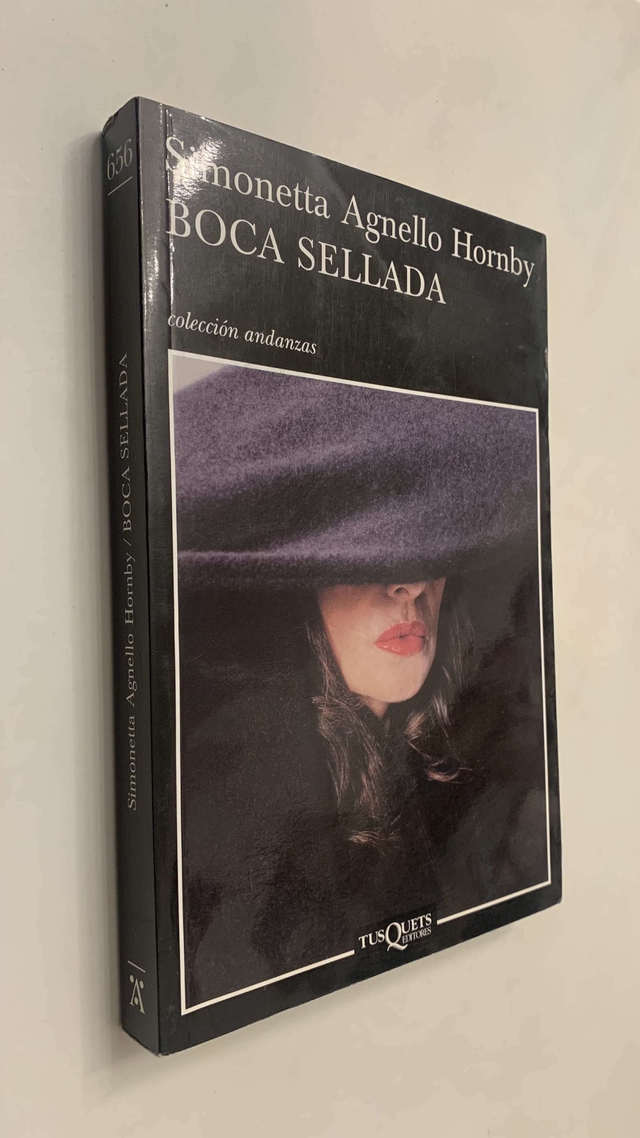 Simonetta Agnello Hornby
BOCA SELLADA
colección andanzas
TUSQUETS
EDITORES
656
Simonetta Agnello Hornby / BOCA SELLADA
A